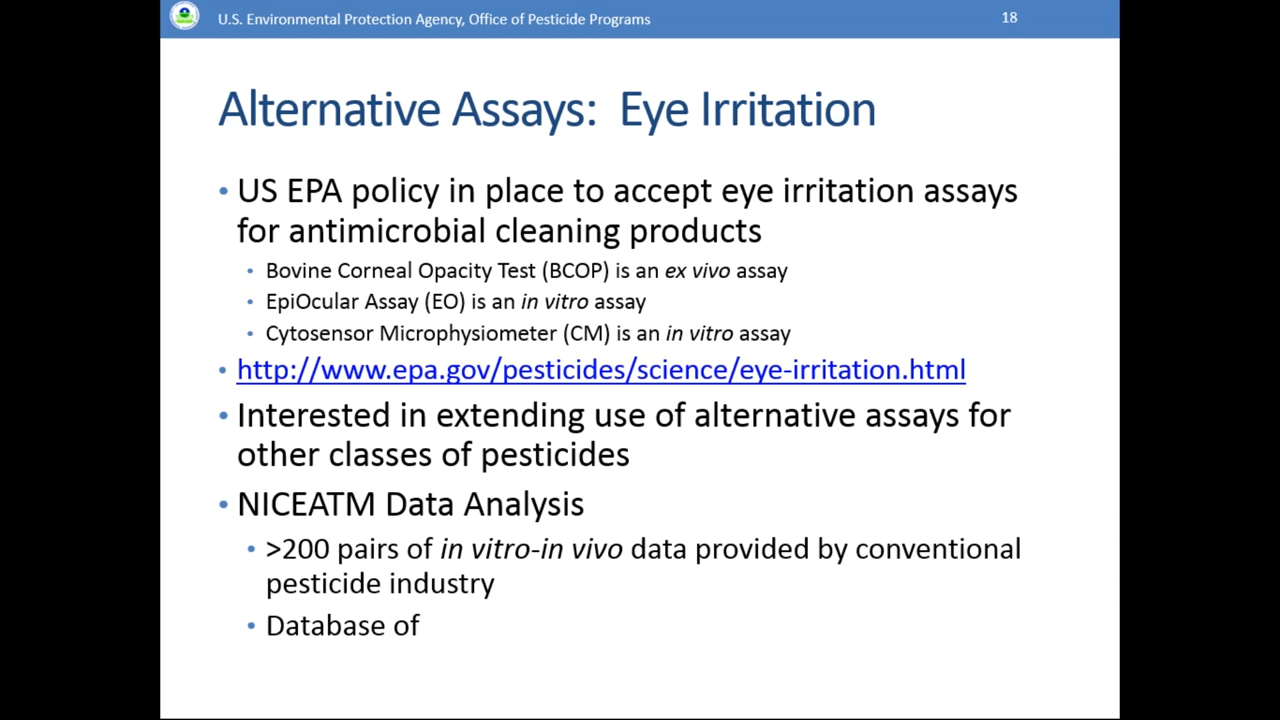 U.S. Environmental Protection Agency, Office of Pesticide Programs
18
Alternative Assays: Eye Irritation
• US EPA policy in place to accept eye irritation assays
for antimicrobial cleaning products
• Bovine Corneal Opacity Test (BCOP) is an ex vivo assay
• EpiOcular Assay (EO) is an in vitro assay
• Cytosensor Microphysiometer (CM) is an in vitro assay
• http://www.epa.gov/pesticides/science/eye-irritation.html
• Interested in extending use of alternative assays for
other classes of pesticides
• NICEATM Data Analysis
• >200 pairs of in vitro-in vivo data provided by conventional
pesticide industry
• Database of